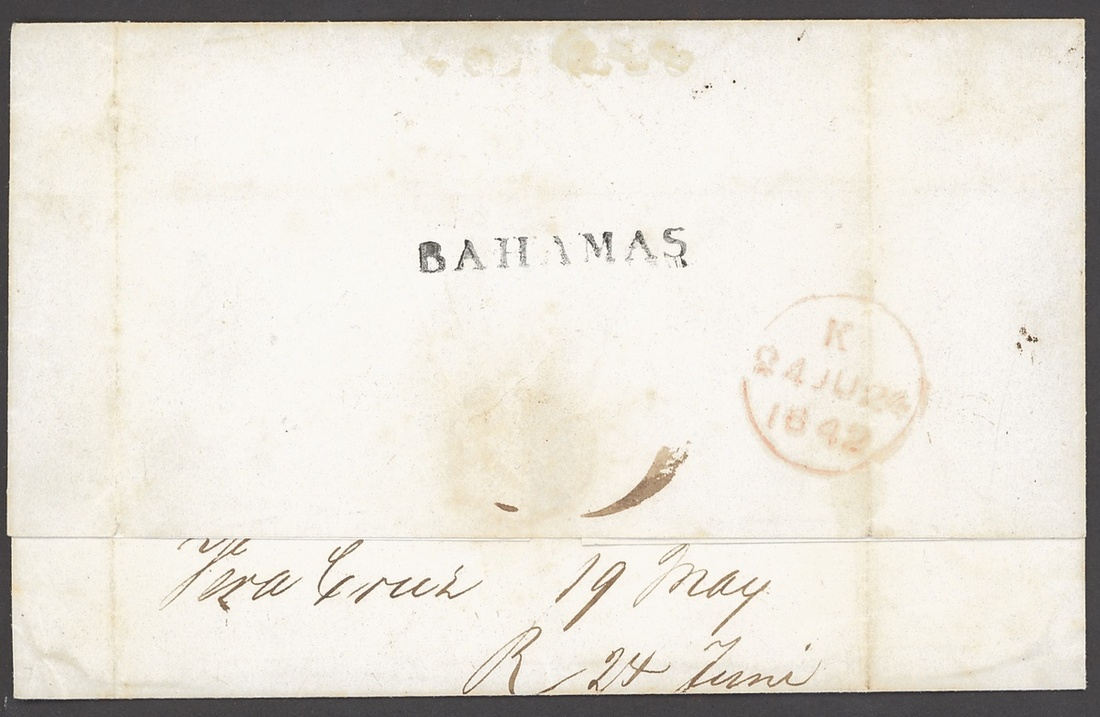 BAHAMAS
K
24 JU 24
1842
Vera Cruz 19 May
R 24 Juni